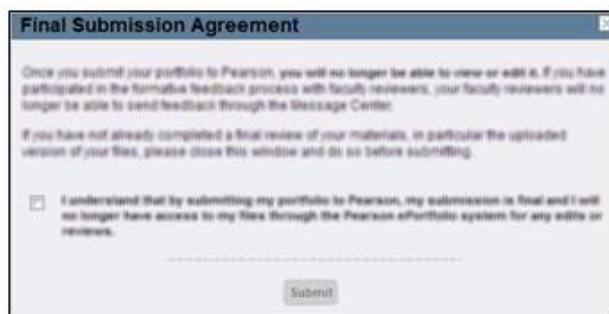 Final Submission Agreement
Once you submit your portfolio to Pearson, you will no longer be able to view or edit it. If you have
participated in the formative feedback process with faculty reviewers, your faculty reviewers will no
longer be able to send feedback through the Message Center.
If you have not already completed a final review of your materials, in particular the uploaded
version of your files, please close this window and do so before submitting.
I understand that by submitting my portfolio to Pearson, my submission is final and I will
no longer have access to my files through the Pearson ePortfolio system for any edits or
reviews.
Submit